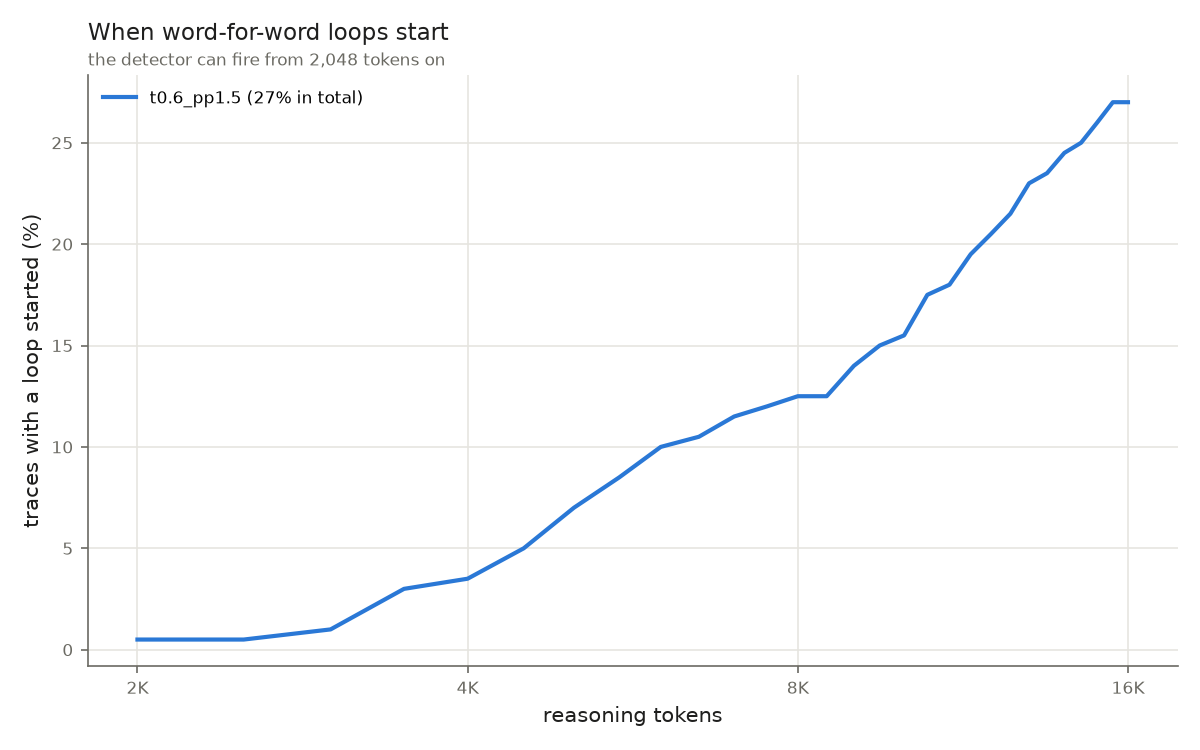 When word-for-word loops start
the detector can fire from 2,048 tokens on
t0.6_pp1.5 (27% in total)
traces with a loop started (%)
25
20
15
10
5
0
2K
4K
8K
16K
reasoning tokens